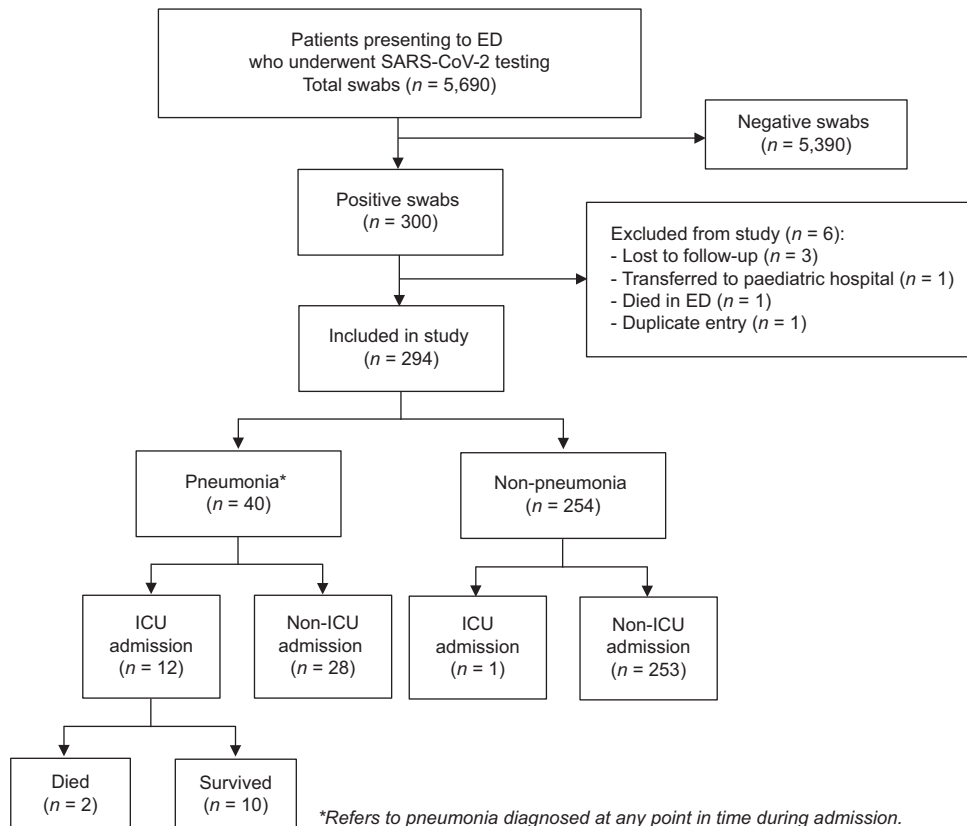 Patients presenting to ED
who underwent SARS-CoV-2 testing
Total swabs (n = 5,690)
Negative swabs
(n = 5,390)
Positive swabs
(n = 300)
Excluded from study (n = 6):
- Lost to follow-up (n = 3)
- Transferred to paediatric hospital (n = 1)
- Died in ED (n = 1)
- Duplicate entry (n = 1)
Included in study
(n = 294)
Pneumonia*
(n = 40)
Non-pneumonia
(n = 254)
ICU
admission
(n = 12)
Non-ICU
admission
(n = 28)
ICU
admission
(n = 1)
Non-ICU
admission
(n = 253)
Died
(n = 2)
Survived
(n = 10)
*Refers to pneumonia diagnosed at any point in time during admission.